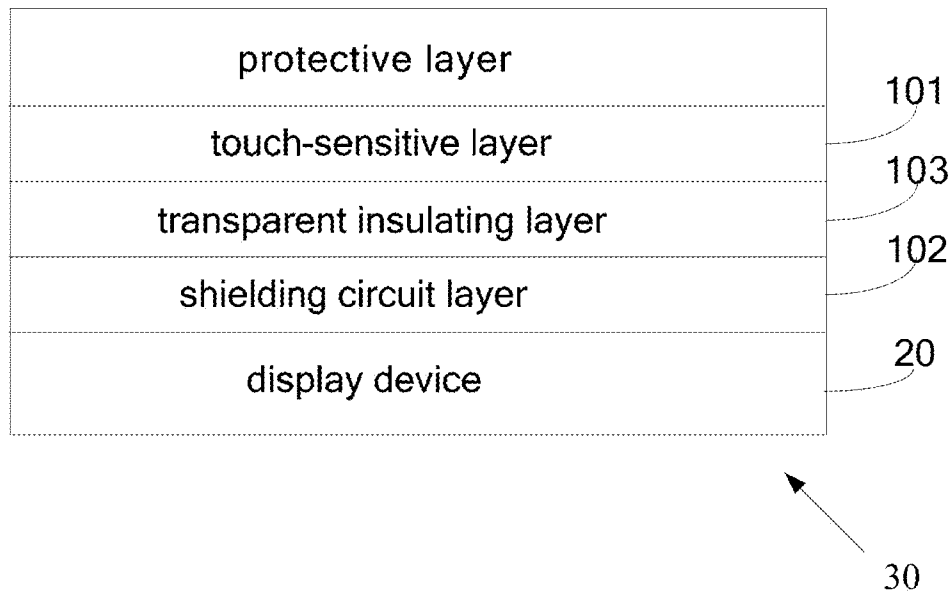 protective layer
101
touch-sensitive layer
103
transparent insulating layer
102
shielding circuit layer
20
display device
30